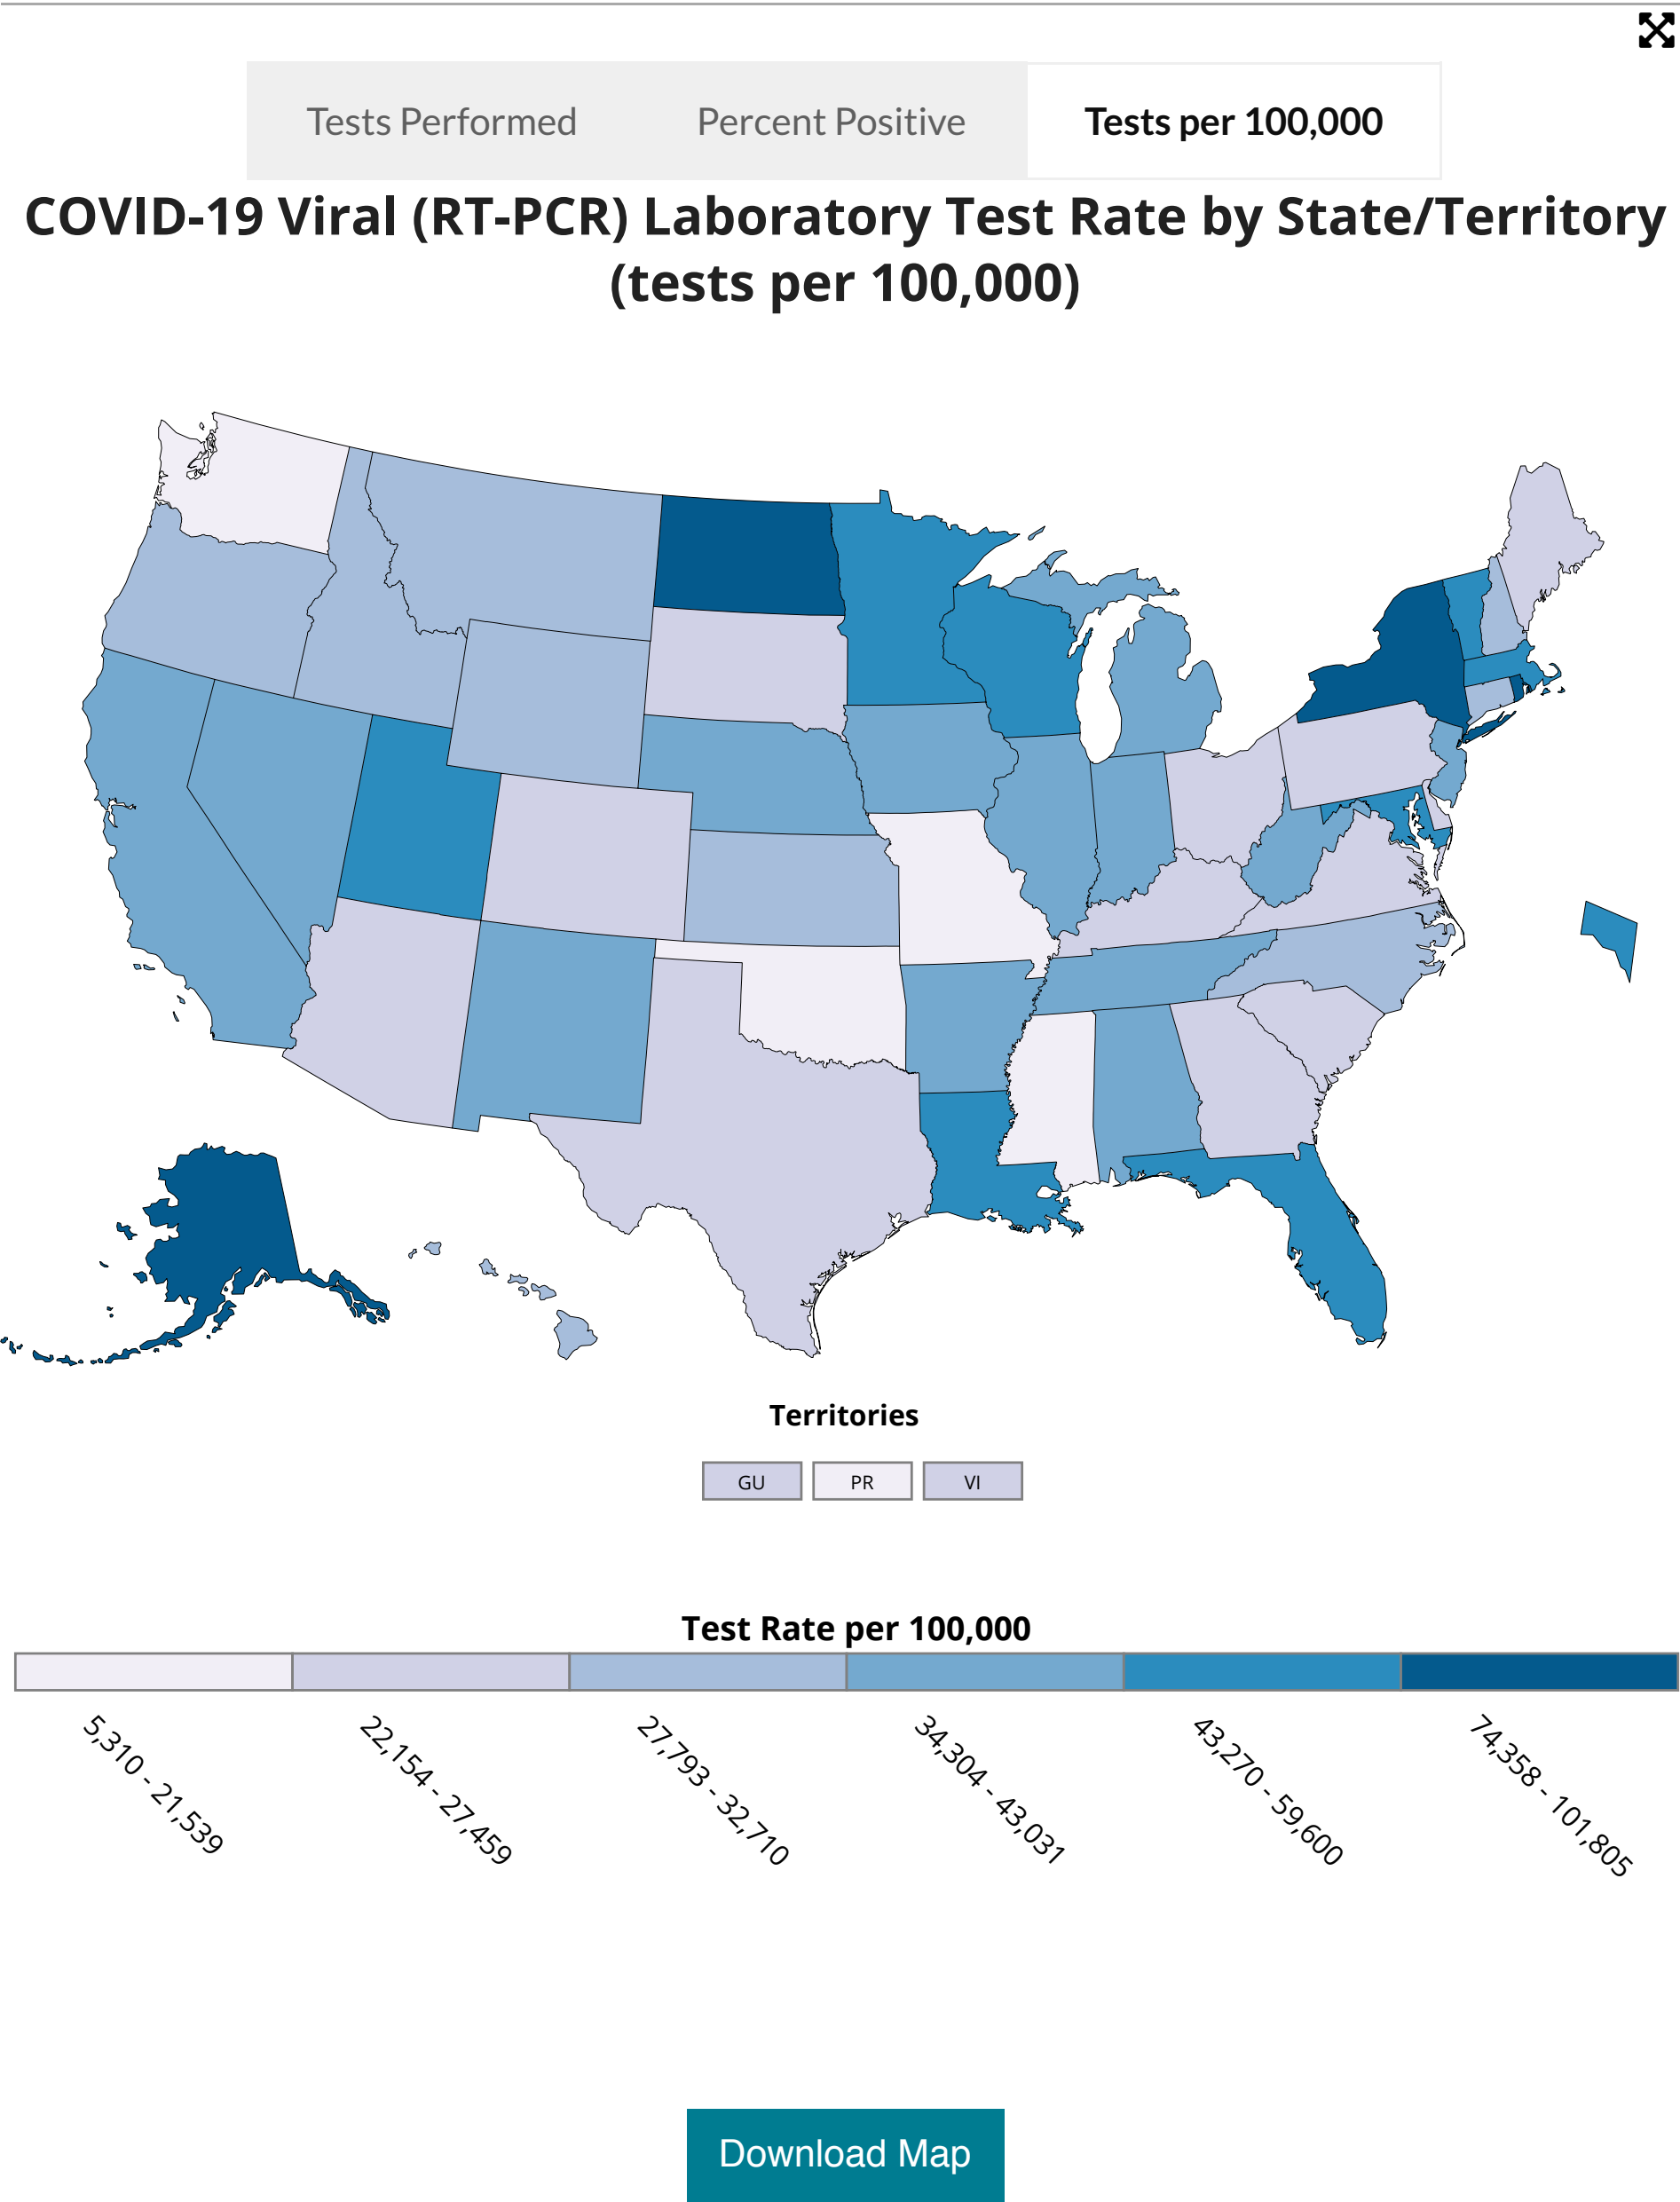 Tests Performed
Percent Positive
Tests per 100,000
COVID-19 Viral (RT-PCR) Laboratory Test Rate by State/Territory
(tests per 100,000)
Territories
GU
PR
VI
Test Rate per 100,000
5,310 - 21,539
22,154 - 27,459
27,793 - 32,710
34,304 - 43,031
43,270 - 59,600
74,358 - 101,805
Download Map